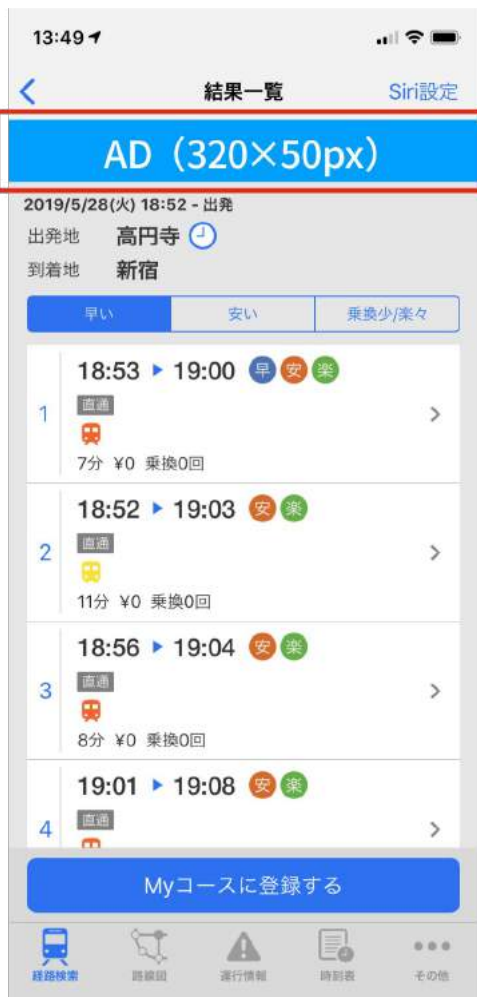 13:49
結果一覧 Siri設定
AD（320×50px）
2019/5/28(火) 18:52 - 出発
出発地 高円寺
到着地 新宿
早い 安い 乗換少/楽々
1 18:53 ▶ 19:00 早 安 楽
直通
7分 ¥0 乗換0回
2 18:52 ▶ 19:03 安 楽
直通
11分 ¥0 乗換0回
3 18:56 ▶ 19:04 安 楽
直通
8分 ¥0 乗換0回
4 19:01 ▶ 19:08 安 楽
直通
Myコースに登録する
経路検索 路線図 運行情報 時刻表 その他